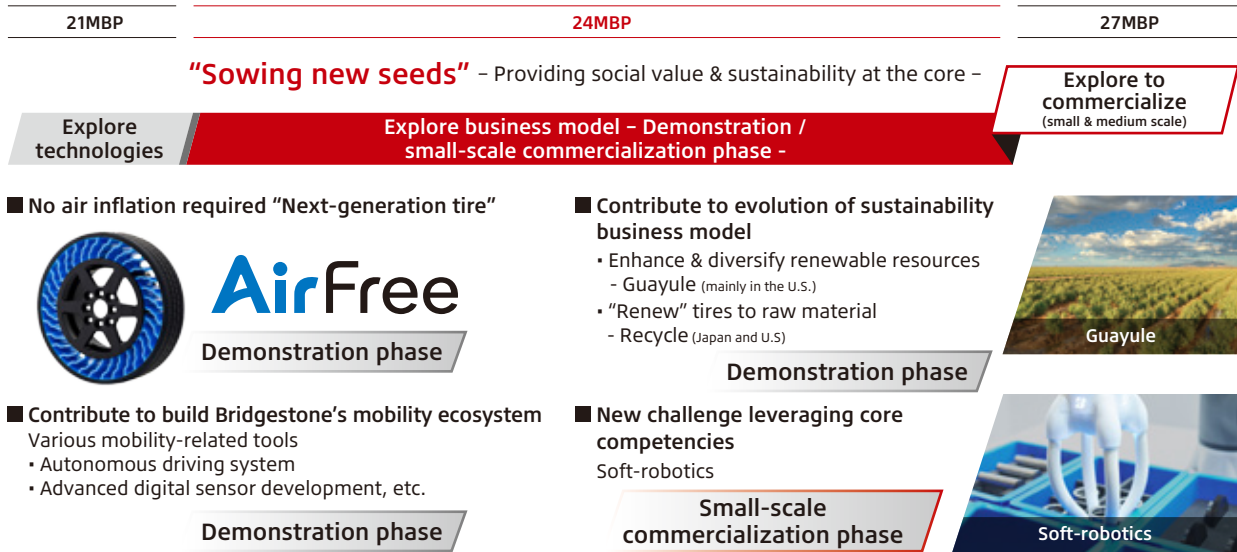 21MBP
24MBP
27MBP
“Sowing new seeds” – Providing social value & sustainability at the core –
Explore to
commercialize
(small & medium scale)
Explore
technologies
Explore business model – Demonstration /
small-scale commercialization phase -
■ No air inflation required “Next-generation tire”
AirFree
Demonstration phase
■ Contribute to build Bridgestone’s mobility ecosystem
Various mobility-related tools
・Autonomous driving system
・Advanced digital sensor development, etc.
Demonstration phase
■ Contribute to evolution of sustainability
business model
・Enhance & diversify renewable resources
- Guayule (mainly in the U.S.)
・“Renew” tires to raw material
- Recycle (Japan and U.S)
Demonstration phase
Guayule
■ New challenge leveraging core
competencies
Soft-robotics
Small-scale
commercialization phase
Soft-robotics